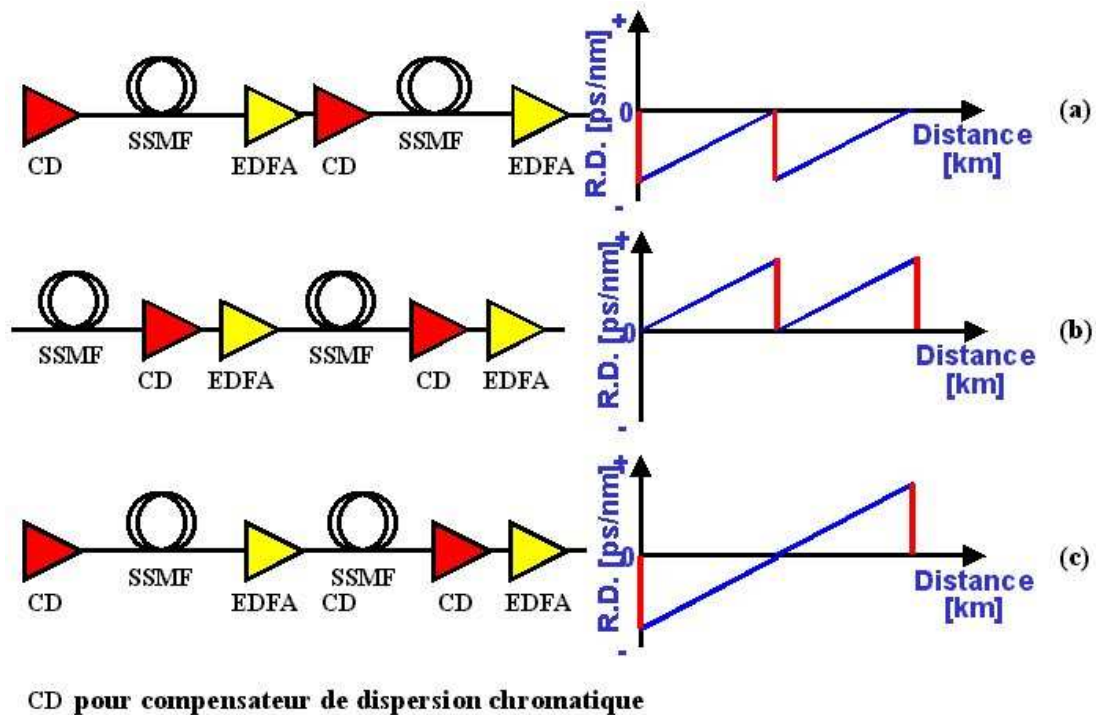 +
R.D. [ps/nm]
0
-
Distance
[km]
(a)
SSMF
SSMF
CD
EDFA
CD
EDFA
+
R.D. [ps/nm]
0
-
Distance
[km]
(b)
SSMF
CD
EDFA
SSMF
CD
EDFA
+
R.D. [ps/nm]
0
-
Distance
[km]
(c)
CD
SSMF
EDFA
SSMF
CD
CD
EDFA
CD pour compensateur de dispersion chromatique